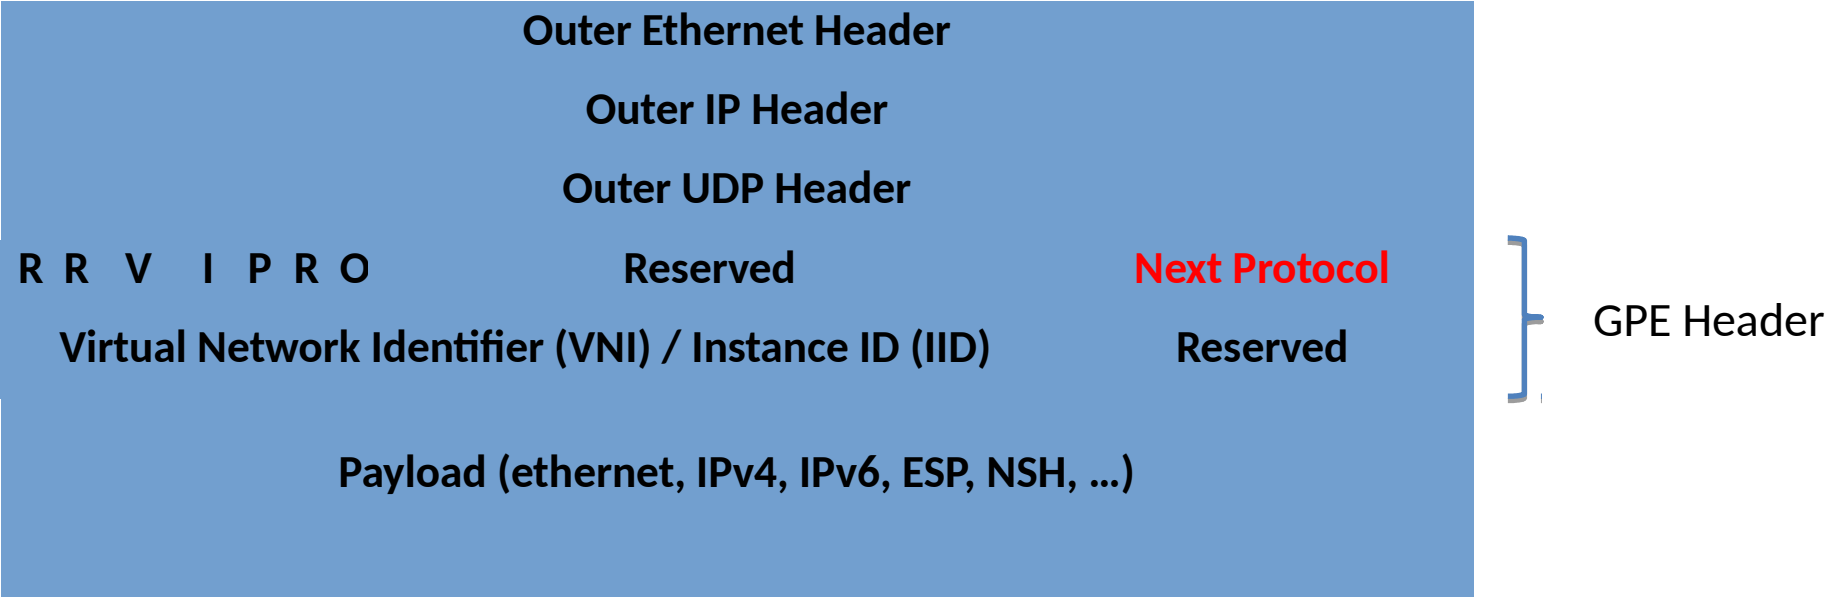 Outer Ethernet Header
Outer IP Header
Outer UDP Header
R R V I P R O Reserved Next Protocol
Virtual Network Identifier (VNI) / Instance ID (IID) Reserved
GPE Header
Payload (ethernet, IPv4, IPv6, ESP, NSH, ...)